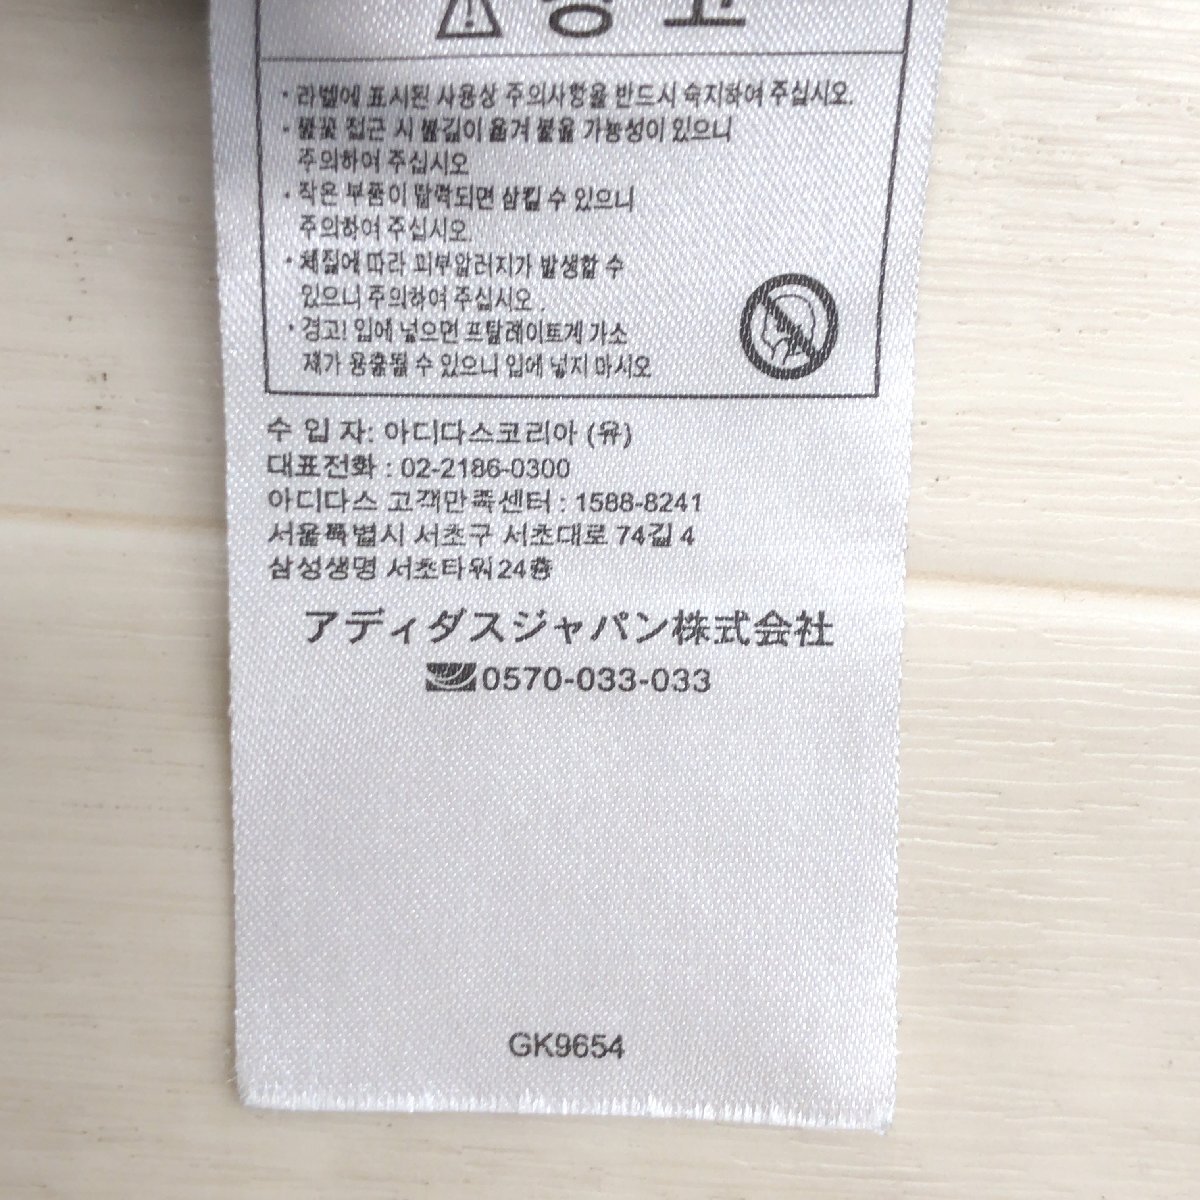 경 고
· 라벨에 표시된 사용상 주의사항을 반드시 숙지하여 주십시오.
· 불꽃 접근 시 불길이 옮겨 붙을 가능성이 있으니
주의하여 주십시오
· 작은 부품이 탈락되면 삼킬 수 있으니
주의하여 주십시오.
· 체질에 따라 피부알러지가 발생할 수
있으니 주의하여 주십시오 .
· 경고! 입에 넣으면 프탈레이트계 가소
제가 용출될 수 있으니 입에 넣지 마시오
수 입 자: 아디다스코리아 (유)
대표전화 : 02-2186-0300
아디다스 고객만족센터 : 1588-8241
서울특별시 서초구 서초대로 74길 4
삼성생명 서초타워24층
アディダスジャパン株式会社
0570-033-033
GK9654